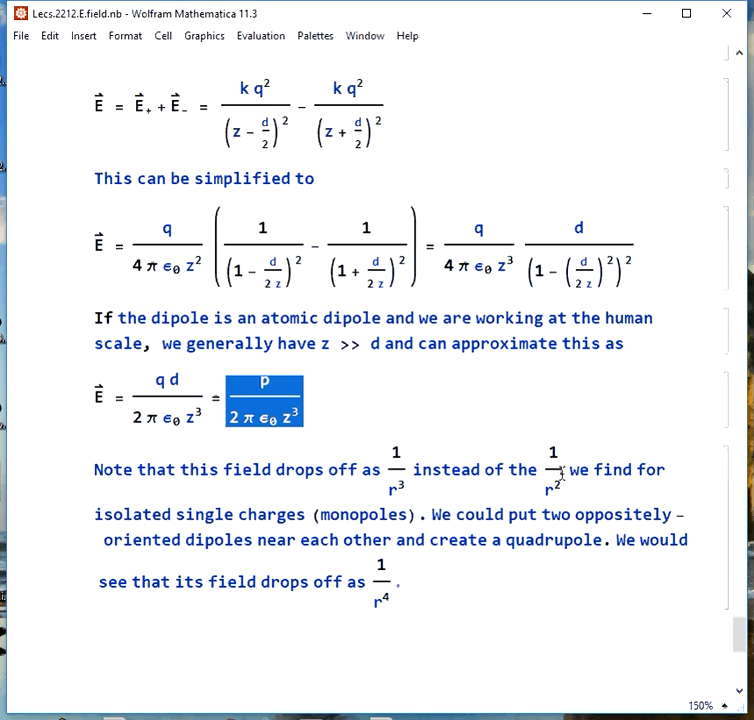 Lecs.2212.E.field.nb - Wolfram Mathematica 11.3
File Edit Insert Format Cell Graphics Evaluation Palettes Window Help
E⃗ = E⃗₊ + E⃗₋ = k q² / (z - d/2)² - k q² / (z + d/2)²
This can be simplified to
E⃗ = q / (4 π ϵ₀ z²) (1 / (1 - d/(2 z))² - 1 / (1 + d/(2 z))²) = q / (4 π ϵ₀ z³) d / (1 - (d/(2 z))²)²
If the dipole is an atomic dipole and we are working at the human
scale, we generally have z >> d and can approximate this as
E⃗ = q d / (2 π ϵ₀ z³) = p / (2 π ϵ₀ z³)
Note that this field drops off as 1/r³ instead of the 1/r² we find for
isolated single charges (monopoles). We could put two oppositely –
oriented dipoles near each other and create a quadrupole. We would
see that its field drops off as 1/r⁴.
150%